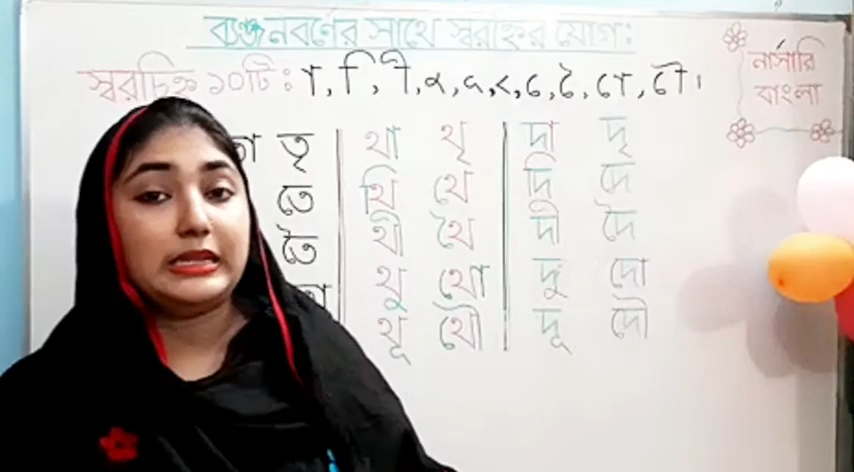 ব্যঞ্জনবর্ণের সাথে স্বরচিহ্নের যোগ:
স্বরচিহ্ন ১০টি: া, ি, ী, ু, ূ, ৃ, ে, ৈ, ো, ৌ।
নার্সারি
বাংলা
তৃ থা থৃ দা দৃ
তে থি থে দি দে
তৈ থী থৈ দী দৈ
থু থো দু দো
থূ থৌ দূ দৌ